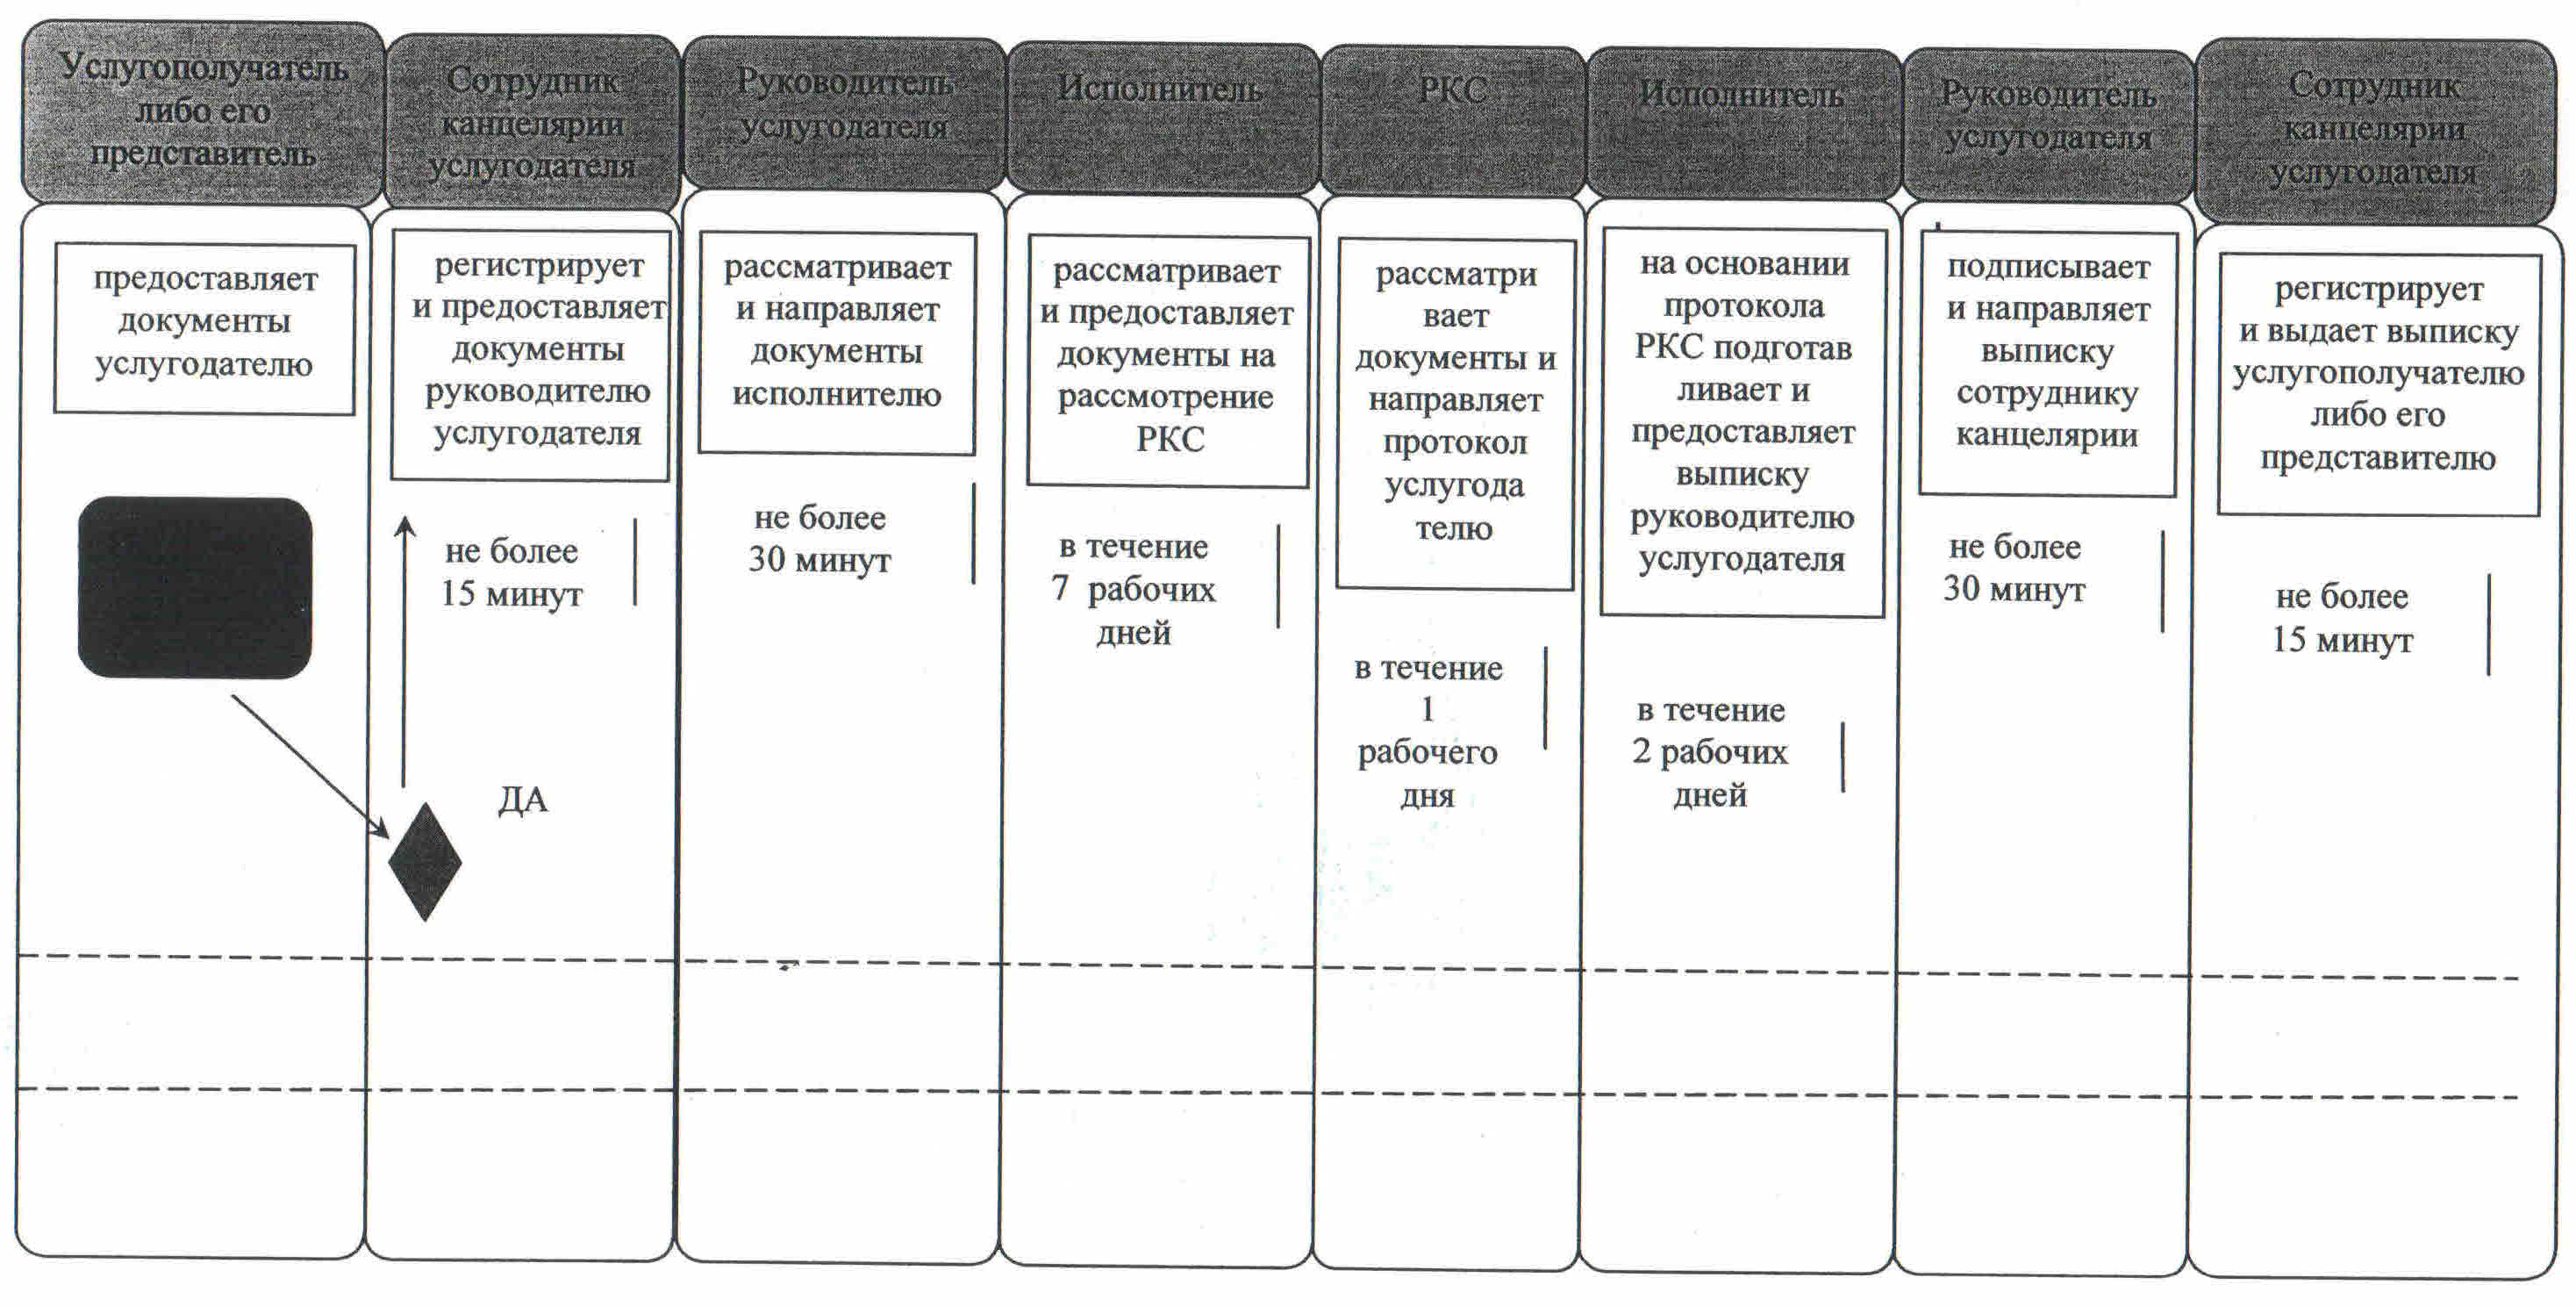 Услугополучатель
либо его
представитель
Сотрудник
канцелярии
услугодателя
Руководитель
услугодателя
Исполнитель
РКС
Исполнитель
Руководитель
услугодателя
Сотрудник
канцелярии
услугодателя
предоставляет
документы
услугодателю
регистрирует
и предоставляет
документы
руководителю
услугодателя
не более
15 минут
ДА
рассматривает
и направляет
документы
исполнителю
не более
30 минут
рассматривает
и предоставляет
документы на
рассмотрение
РКС
в течение
7 рабочих
дней
рассматри
вает
документы и
направляет
протокол
услугода
телю
в течение
1
рабочего
дня
на основании
протокола
РКС подготав
ливает и
предоставляет
выписку
руководителю
услугодателя
в течение
2 рабочих
дней
подписывает
и направляет
выписку
сотруднику
канцелярии
не более
30 минут
регистрирует
и выдает выписку
услугополучателю
либо его
представителю
не более
15 минут